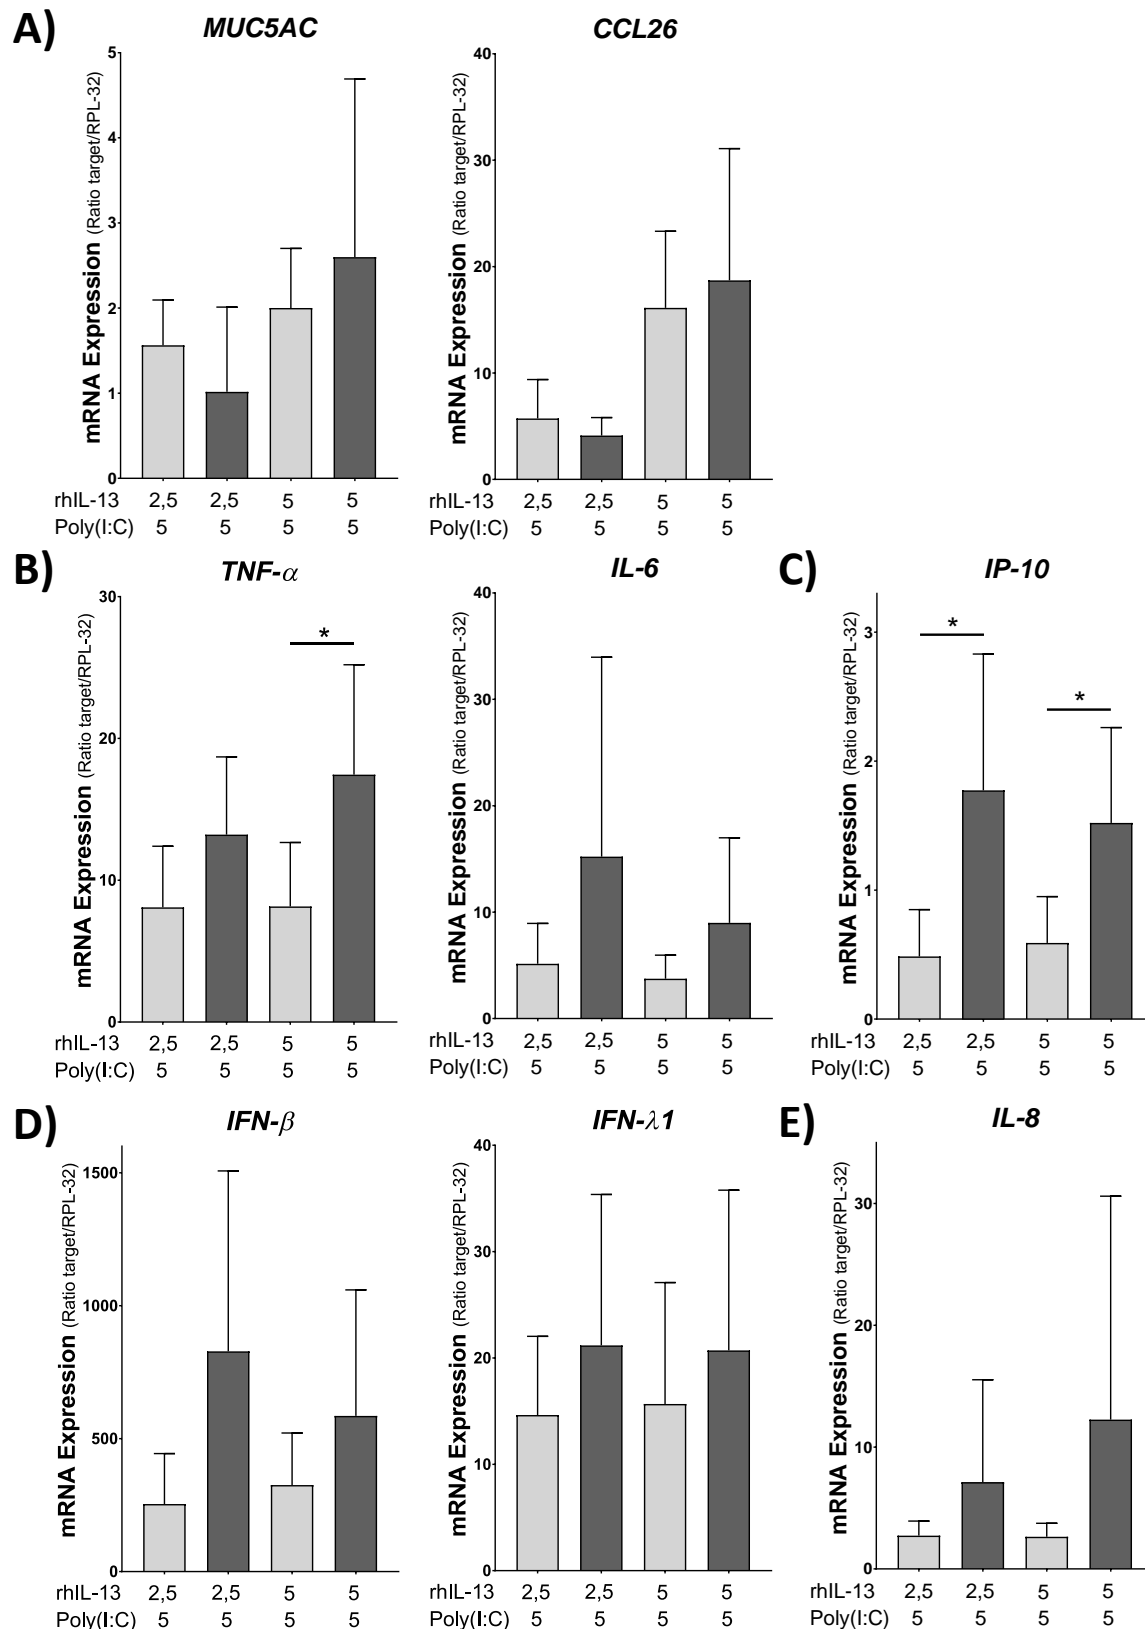 A)
MUC5AC
CCL26
mRNA Expression (Ratio target/RPL-32)
5
4
3
2
1
0
rhIL-13 2,5 2,5 5 5
Poly(I:C) 5 5 5 5
mRNA Expression (Ratio target/RPL-32)
40
30
20
10
0
rhIL-13 2,5 2,5 5 5
Poly(I:C) 5 5 5 5
B)
TNF-α
IL-6
C)
IP-10
mRNA Expression (Ratio target/RPL-32)
30
20
10
0
*
rhIL-13 2,5 2,5 5 5
Poly(I:C) 5 5 5 5
mRNA Expression (Ratio target/RPL-32)
40
30
20
10
0
rhIL-13 2,5 2,5 5 5
Poly(I:C) 5 5 5 5
mRNA Expression (Ratio target/RPL-32)
3
2
1
0
*
*
rhIL-13 2,5 2,5 5 5
Poly(I:C) 5 5 5 5
D)
IFN-β
IFN-λ1
E)
IL-8
mRNA Expression (Ratio target/RPL-32)
1500
1000
500
0
rhIL-13 2,5 2,5 5 5
Poly(I:C) 5 5 5 5
mRNA Expression (Ratio target/RPL-32)
40
30
20
10
0
rhIL-13 2,5 2,5 5 5
Poly(I:C) 5 5 5 5
mRNA Expression (Ratio target/RPL-32)
30
20
10
0
rhIL-13 2,5 2,5 5 5
Poly(I:C) 5 5 5 5